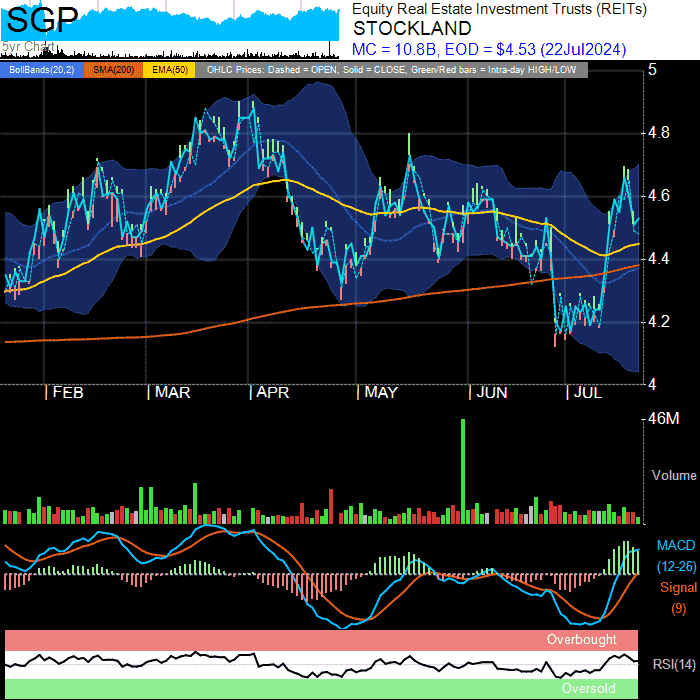 SGP
5yr Chart
Equity Real Estate Investment Trusts (REITs)
STOCKLAND
MC = 10.8B, EOD = $4.53 (22Jul2024)
BollBands(20,2) SMA(200) EMA(50) OHLC Prices: Dashed = OPEN, Solid = CLOSE, Green/Red bars = Intra-day HIGH/LOW
5
4.8
4.6
4.4
4.2
4
FEB MAR APR MAY JUN JUL
46M
Volume
MACD
(12-26)
Signal
(9)
Overbought
RSI(14)
Oversold